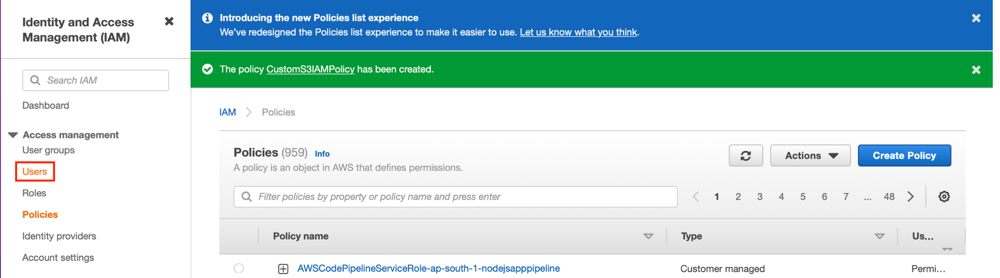 Identity and Access
Management (IAM)
Search IAM
Dashboard
Access management
User groups
Users
Roles
Policies
Identity providers
Account settings
Introducing the new Policies list experience
We've redesigned the Policies list experience to make it easier to use. Let us know what you think.
The policy CustomS3IAMPolicy has been created.
IAM Policies
Policies (959) Info
A policy is an object in AWS that defines permissions.
Actions
Create Policy
Filter policies by property or policy name and press enter
1 2 3 4 5 6 7 ... 48
Policy name Type Us...
AWSCodePipelineServiceRole-ap-south-1-nodejsapppipeline Customer managed Permi...